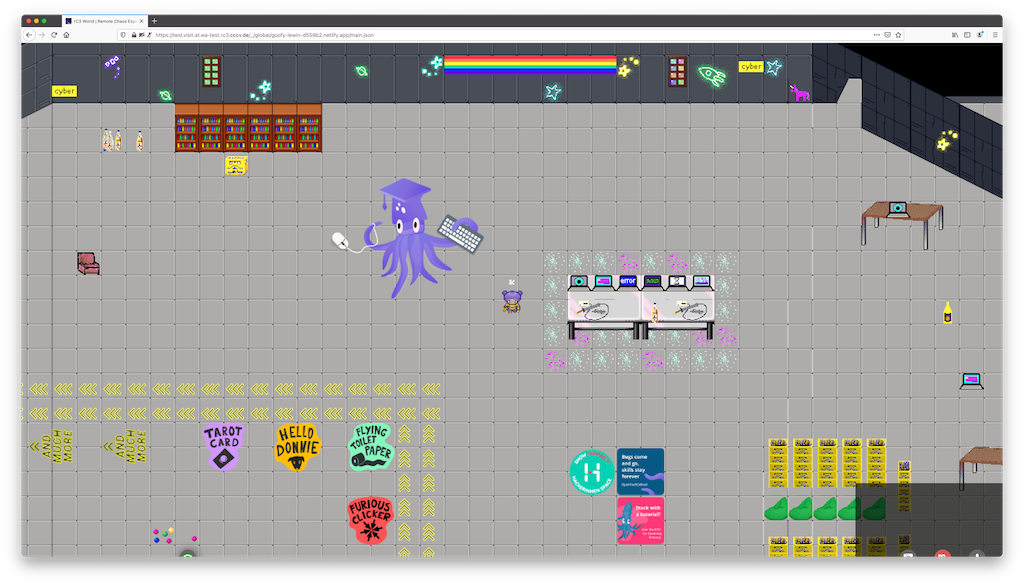 rC3 World | Remote Chaos Exp
https://test.visit.at.wa-test.rc3.cccv.de/_/global/goofy-lewin-d559b2.netlify.app/main.json
cyber
cyber
error
AND
MUCH
MORE
AND
MUCH
MORE
TAROT
CARD
HELLO
DONNIE
FLYING
TOILET
PAPER
FURIOUS
CLICKER
H
Bugs come
and go,
skills stay
forever
Stuck with
a tutorial?